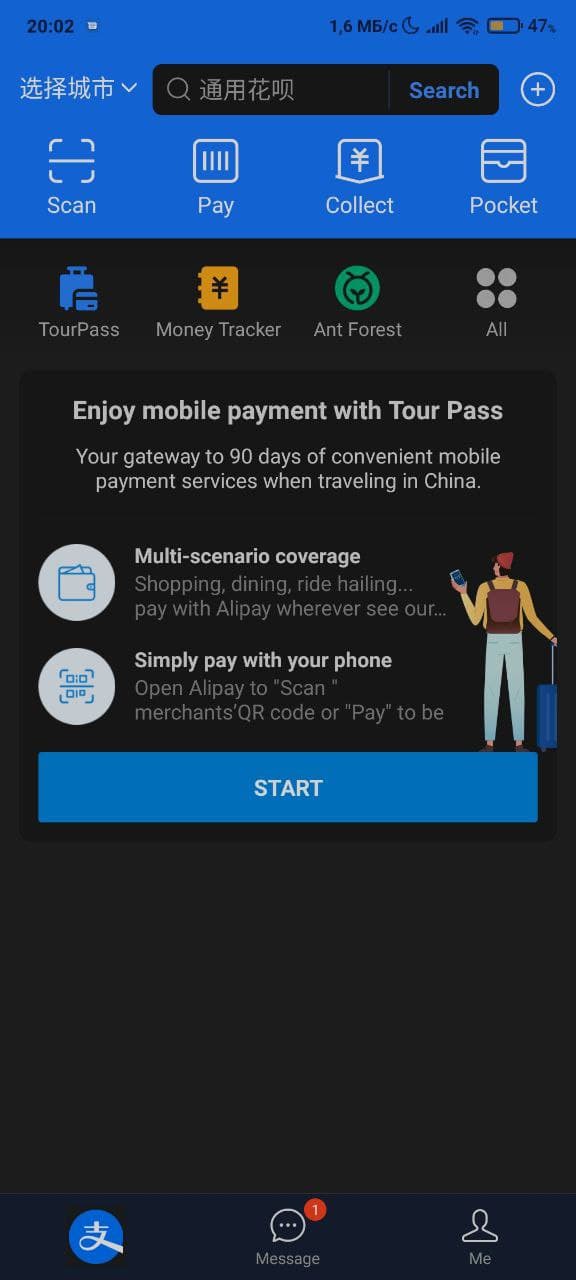 20:02
1,6 МБ/с
47%
选择城市
通用花呗
Search
Scan
Pay
Collect
Pocket
TourPass
Money Tracker
Ant Forest
All
Enjoy mobile payment with Tour Pass
Your gateway to 90 days of convenient mobile
payment services when traveling in China.
Multi-scenario coverage
Shopping, dining, ride hailing...
pay with Alipay wherever see our...
Simply pay with your phone
Open Alipay to "Scan "
merchants'QR code or "Pay" to be
START
支
1
Message
Me